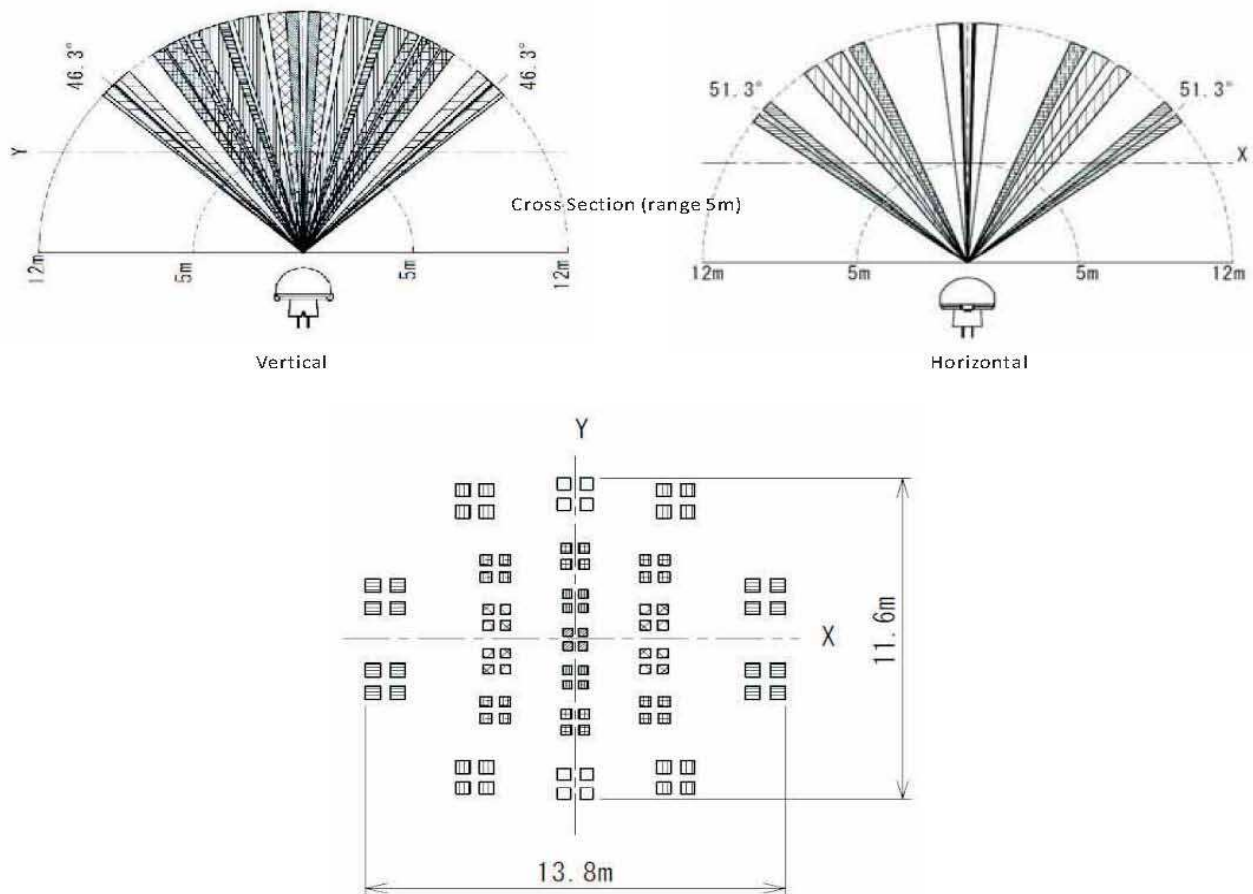 46.3°
46.3°
Y
12m
5m
5m
12m
Vertical
Cross Section (range 5m)
51.3°
51.3°
X
12m
5m
5m
12m
Horizontal
Y
X
11.6m
13.8m